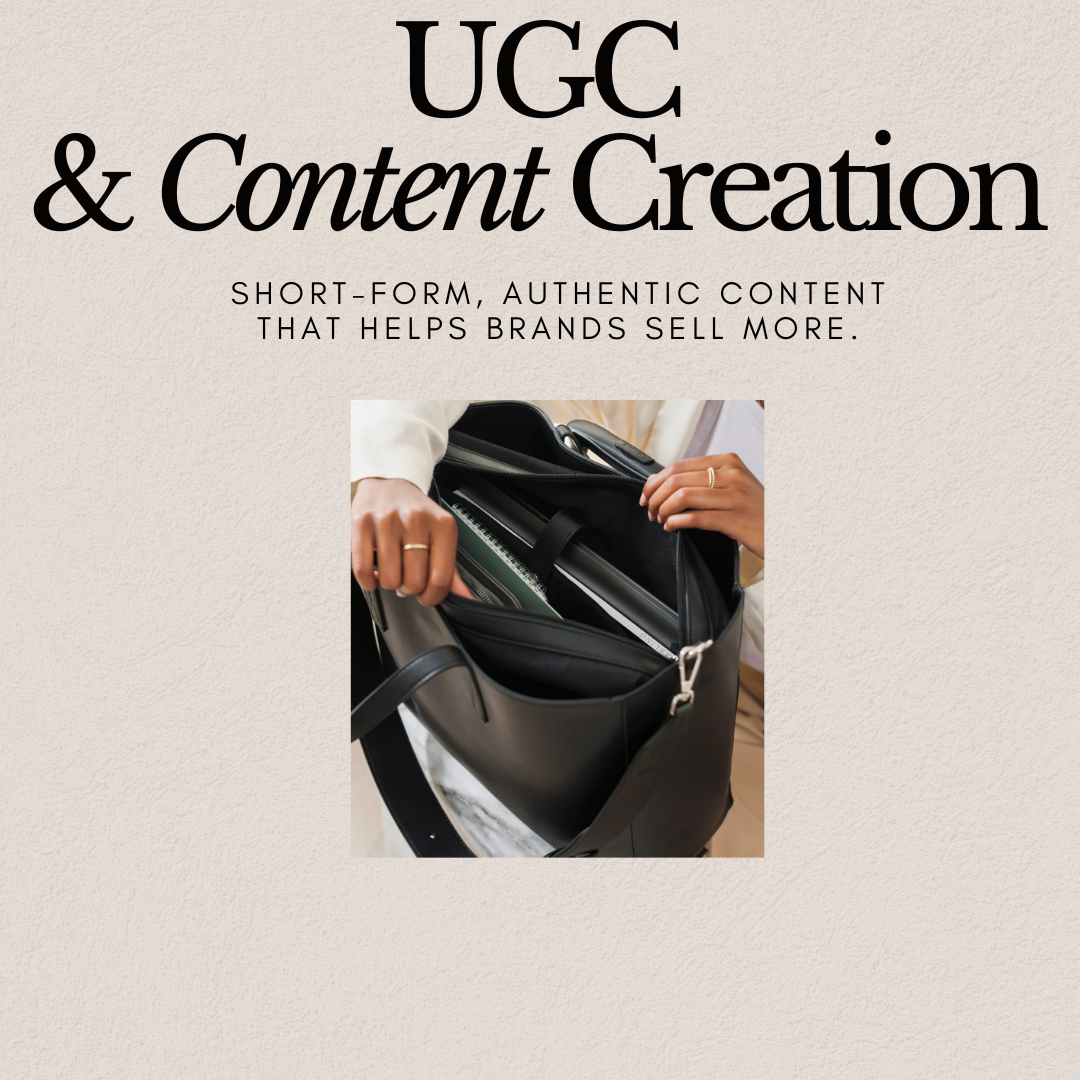 UGC
& Content Creation
SHORT-FORM, AUTHENTIC CONTENT
THAT HELPS BRANDS SELL MORE.